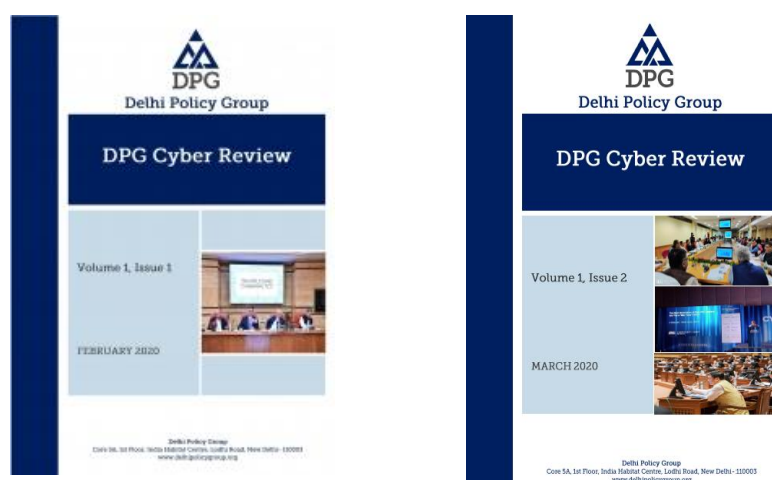 DPG
Delhi Policy Group
DPG Cyber Review
Volume 1, Issue 1
FEBRUARY 2020
Delhi Policy Group
Core 5A, 1st Floor, India Habitat Centre, Lodhi Road, New Delhi- 110003
www.delhipolicygroup.org
DPG
Delhi Policy Group
DPG Cyber Review
Volume 1, Issue 2
MARCH 2020
Delhi Policy Group
Core 5A, 1st Floor, India Habitat Centre, Lodhi Road, New Delhi- 110003
www.delhipolicygroup.org